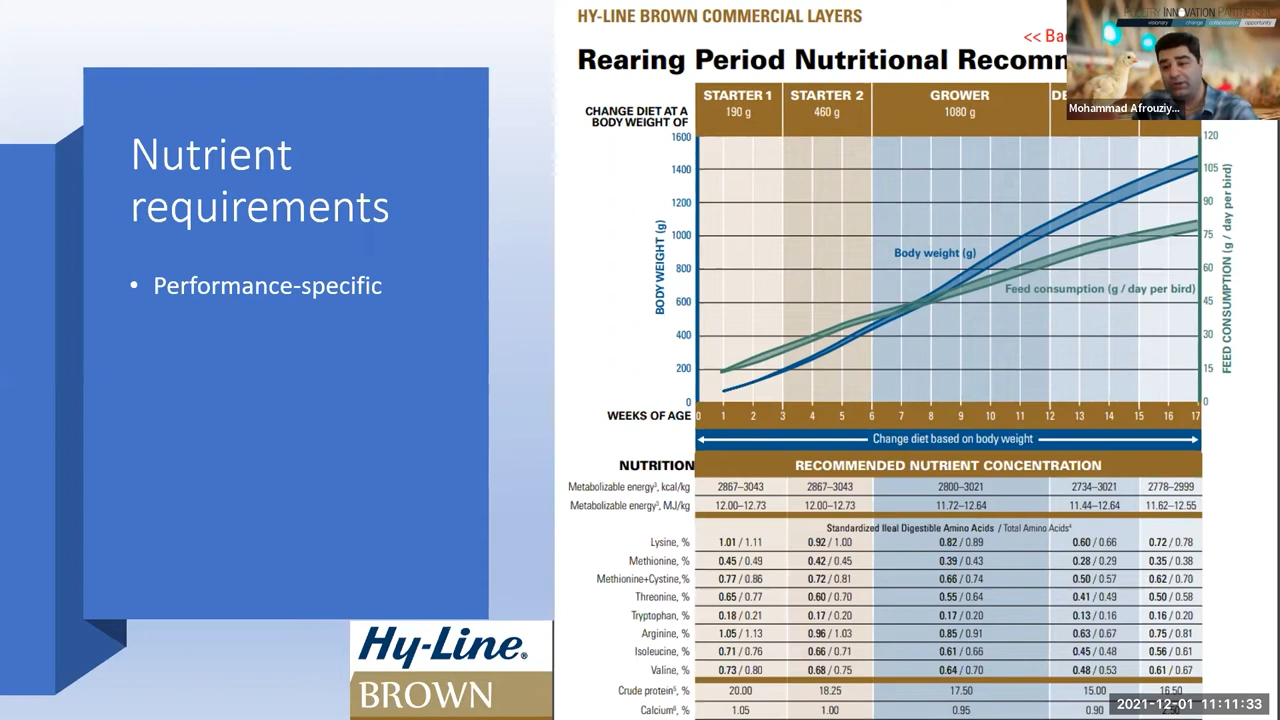 Nutrient
requirements
• Performance-specific
Hy-Line®
BROWN
HY-LINE BROWN COMMERCIAL LAYERS
<< Ba
Rearing Period Nutritional Recom
POULTRY INNOVATION PARTNERSHIP
visionary change collaboration opportunity
Mohammad Afrouziy...
STARTER 1 STARTER 2 GROWER DE
CHANGE DIET AT A
BODY WEIGHT OF
190 g 460 g 1080 g
1600 1400 1200 1000 800 600 400 200 0
BODY WEIGHT (g)
120 105 90 75 60 45 30 15 0
FEED CONSUMPTION (g / day per bird)
Body weight (g)
Feed consumption (g / day per bird)
WEEKS OF AGE 0 1 2 3 4 5 6 7 8 9 10 11 12 13 14 15 16 17
Change diet based on body weight
NUTRITION RECOMMENDED NUTRIENT CONCENTRATION
Metabolizable energy³, kcal/kg 2867–3043 2867–3043 2800–3021 2734–3021 2778–2999
Metabolizable energy³, MJ/kg 12.00–12.73 12.00–12.73 11.72–12.64 11.44–12.64 11.62–12.55
Standardized Ileal Digestible Amino Acids / Total Amino Acids⁴
Lysine, % 1.01 / 1.11 0.92 / 1.00 0.82 / 0.89 0.60 / 0.66 0.72 / 0.78
Methionine, % 0.45 / 0.49 0.42 / 0.45 0.39 / 0.43 0.28 / 0.29 0.35 / 0.38
Methionine+Cystine,% 0.77 / 0.86 0.72 / 0.81 0.66 / 0.74 0.50 / 0.57 0.62 / 0.70
Threonine, % 0.65 / 0.77 0.60 / 0.70 0.55 / 0.64 0.41 / 0.49 0.50 / 0.58
Tryptophan, % 0.18 / 0.21 0.17 / 0.20 0.17 / 0.20 0.13 / 0.16 0.16 / 0.20
Arginine, % 1.05 / 1.13 0.96 / 1.03 0.85 / 0.91 0.63 / 0.67 0.75 / 0.81
Isoleucine, % 0.71 / 0.76 0.66 / 0.71 0.61 / 0.66 0.45 / 0.48 0.56 / 0.61
Valine, % 0.73 / 0.80 0.68 / 0.75 0.64 / 0.70 0.48 / 0.53 0.61 / 0.67
Crude protein⁵, % 20.00 18.25 17.50 15.00 16.50
Calcium⁶, % 1.05 1.00 0.95 0.90
2021-12-01 11:11:33